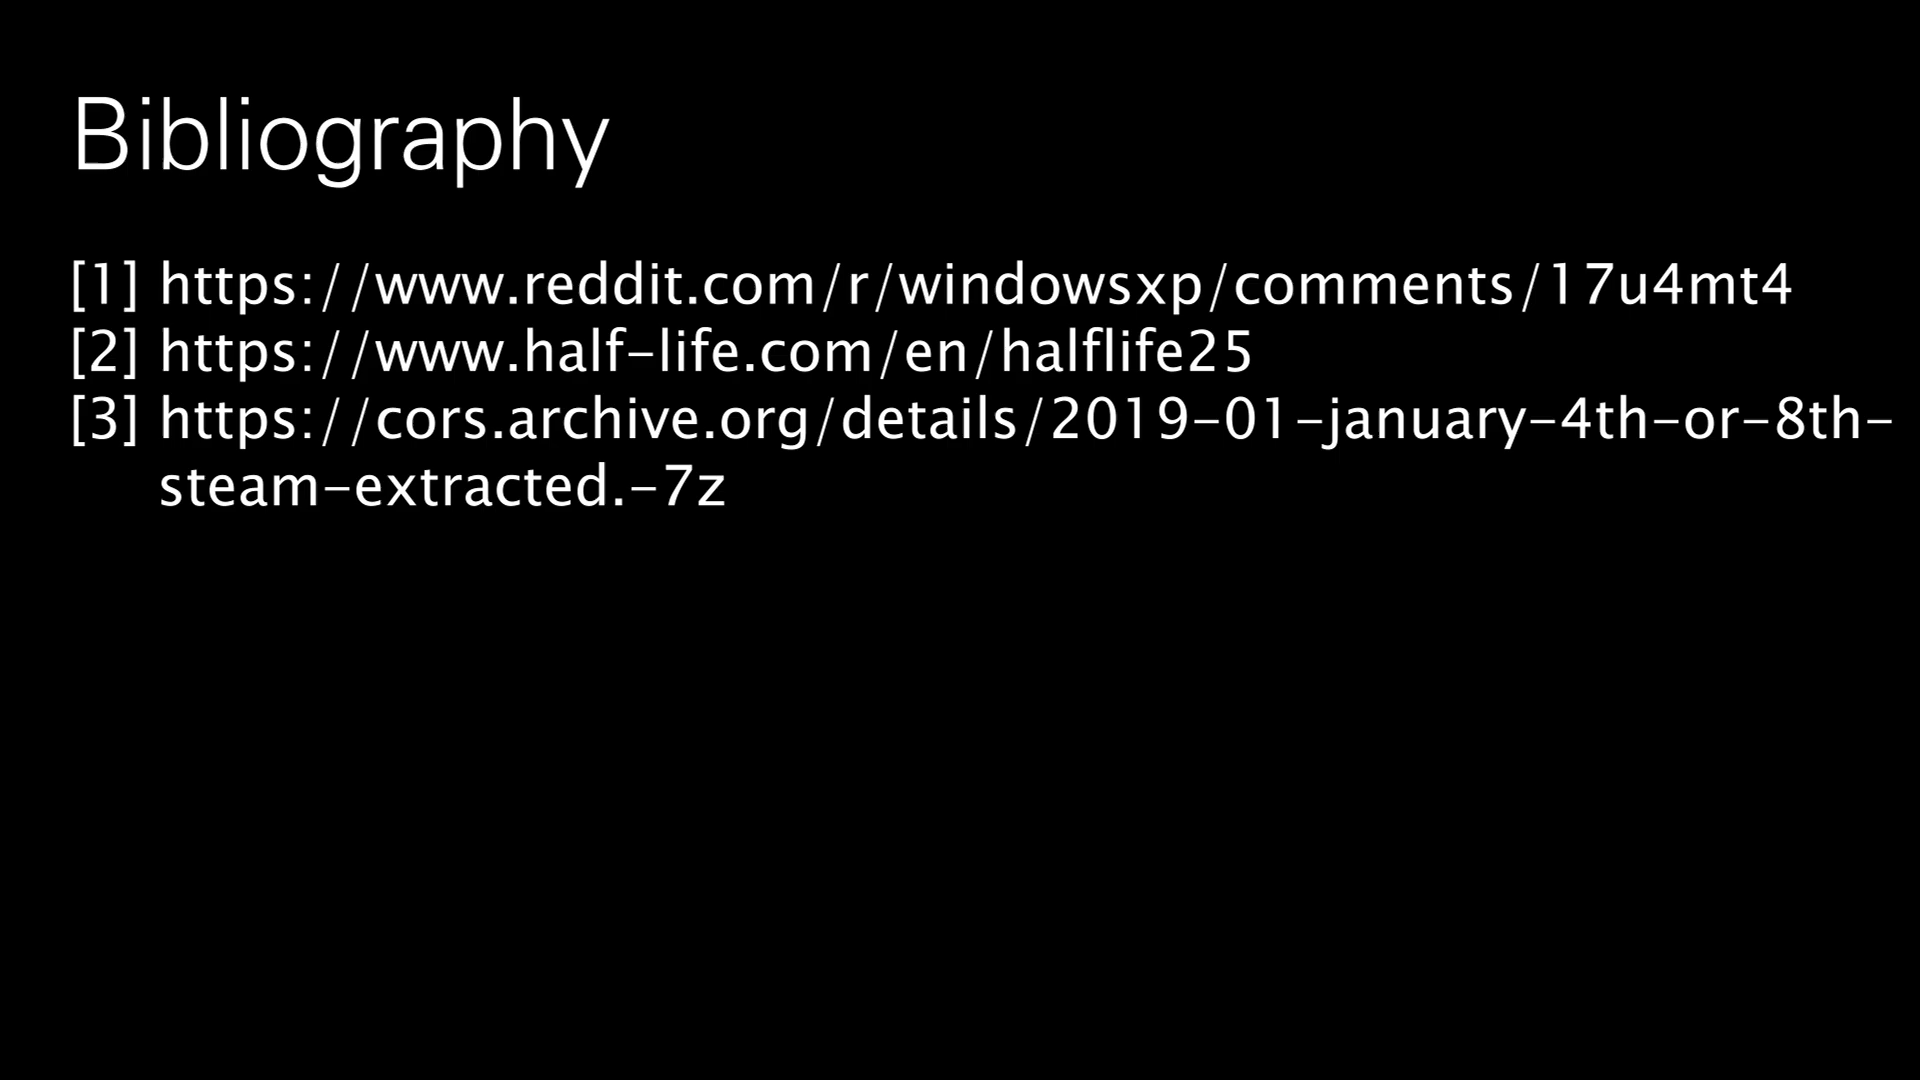 Bibliography
[1] https://www.reddit.com/r/windowsxp/comments/17u4mt4
[2] https://www.half-life.com/en/halflife25
[3] https://cors.archive.org/details/2019-01-january-4th-or-8th-
steam-extracted.-7z